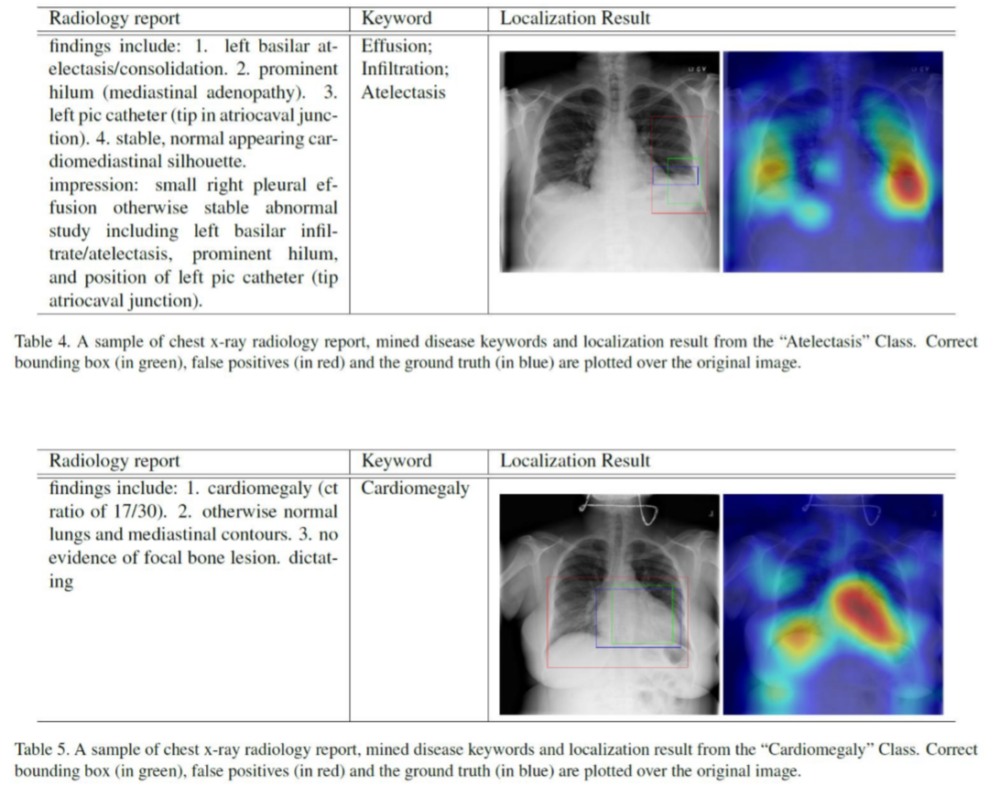 Radiology report Keyword Localization Result
findings include: 1. left basilar at- Effusion;
electasis/consolidation. 2. prominent Infiltration;
hilum (mediastinal adenopathy). 3. Atelectasis
left pic catheter (tip in atriocaval junc-
tion). 4. stable, normal appearing car-
diomediastinal silhouette.
impression: small right pleural ef-
fusion otherwise stable abnormal
study including left basilar infil-
trate/atelectasis, prominent hilum,
and position of left pic catheter (tip
atriocaval junction).
Table 4. A sample of chest x-ray radiology report, mined disease keywords and localization result from the “Atelectasis” Class. Correct
bounding box (in green), false positives (in red) and the ground truth (in blue) are plotted over the original image.
Radiology report Keyword Localization Result
findings include: 1. cardiomegaly (ct Cardiomegaly
ratio of 17/30). 2. otherwise normal
lungs and mediastinal contours. 3. no
evidence of focal bone lesion. dictat-
ing
Table 5. A sample of chest x-ray radiology report, mined disease keywords and localization result from the “Cardiomegaly” Class. Correct
bounding box (in green), false positives (in red) and the ground truth (in blue) are plotted over the original image.